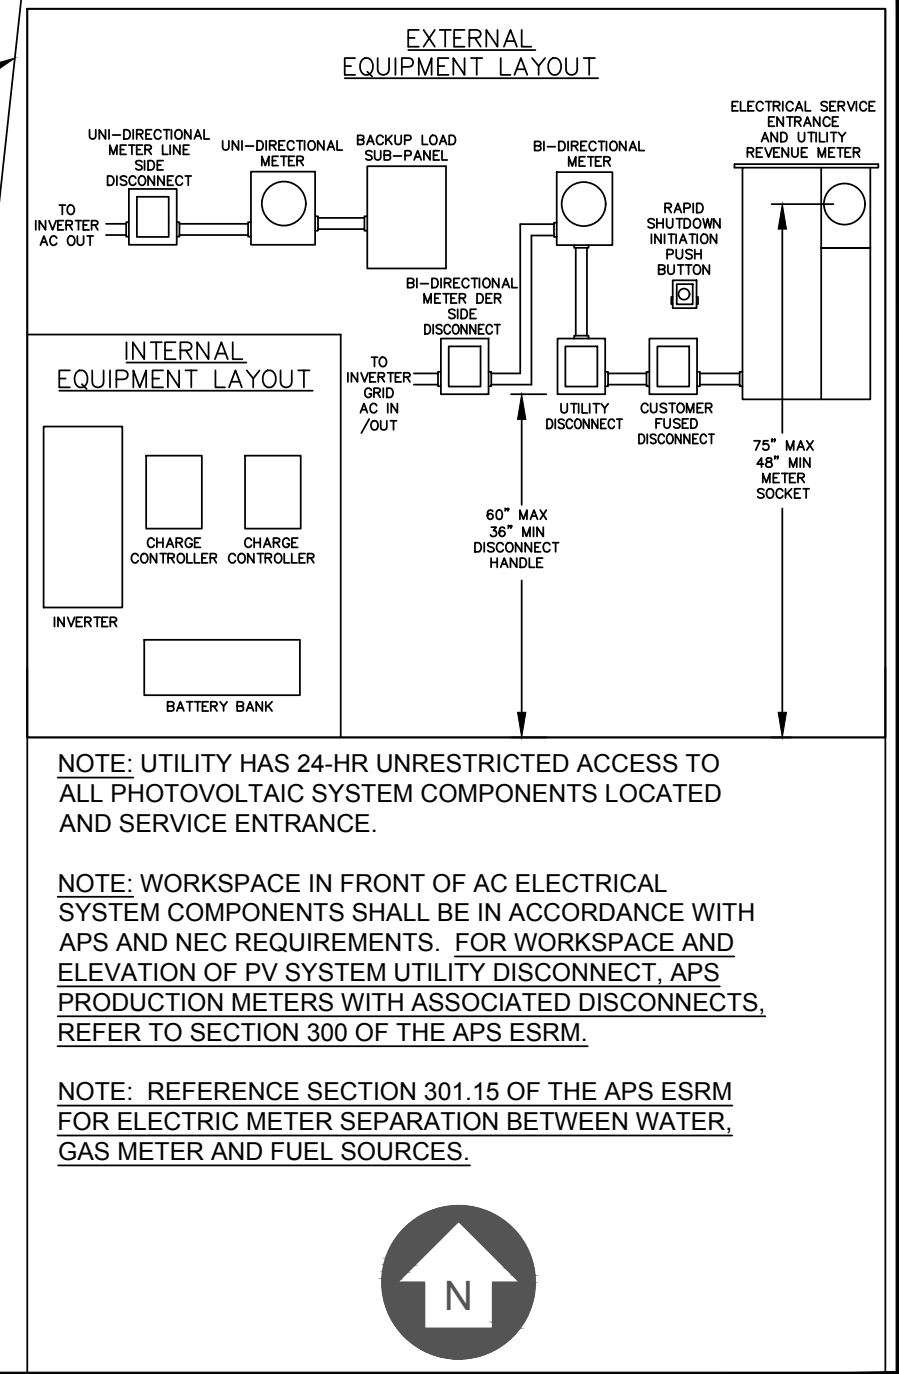 EXTERNAL
EQUIPMENT LAYOUT
ELECTRICAL SERVICE
ENTRANCE
AND UTILITY
REVENUE METER
UNI-DIRECTIONAL
METER LINE
SIDE
DISCONNECT
UNI-DIRECTIONAL
METER
BACKUP LOAD
SUB-PANEL
BI-DIRECTIONAL
METER
TO
INVERTER
AC OUT
RAPID
SHUTDOWN
INITIATION
PUSH
BUTTON
BI-DIRECTIONAL
METER DER
SIDE
DISCONNECT
TO
INVERTER
GRID
AC IN
/OUT
UTILITY
DISCONNECT
CUSTOMER
FUSED
DISCONNECT
75" MAX
48" MIN
METER
SOCKET
60" MAX
36" MIN
DISCONNECT
HANDLE
INTERNAL
EQUIPMENT LAYOUT
CHARGE
CONTROLLER
CHARGE
CONTROLLER
INVERTER
BATTERY BANK
NOTE: UTILITY HAS 24-HR UNRESTRICTED ACCESS TO
ALL PHOTOVOLTAIC SYSTEM COMPONENTS LOCATED
AND SERVICE ENTRANCE.
NOTE: WORKSPACE IN FRONT OF AC ELECTRICAL
SYSTEM COMPONENTS SHALL BE IN ACCORDANCE WITH
APS AND NEC REQUIREMENTS. FOR WORKSPACE AND
ELEVATION OF PV SYSTEM UTILITY DISCONNECT, APS
PRODUCTION METERS WITH ASSOCIATED DISCONNECTS,
REFER TO SECTION 300 OF THE APS ESRM.
NOTE: REFERENCE SECTION 301.15 OF THE APS ESRM
FOR ELECTRIC METER SEPARATION BETWEEN WATER,
GAS METER AND FUEL SOURCES.
N